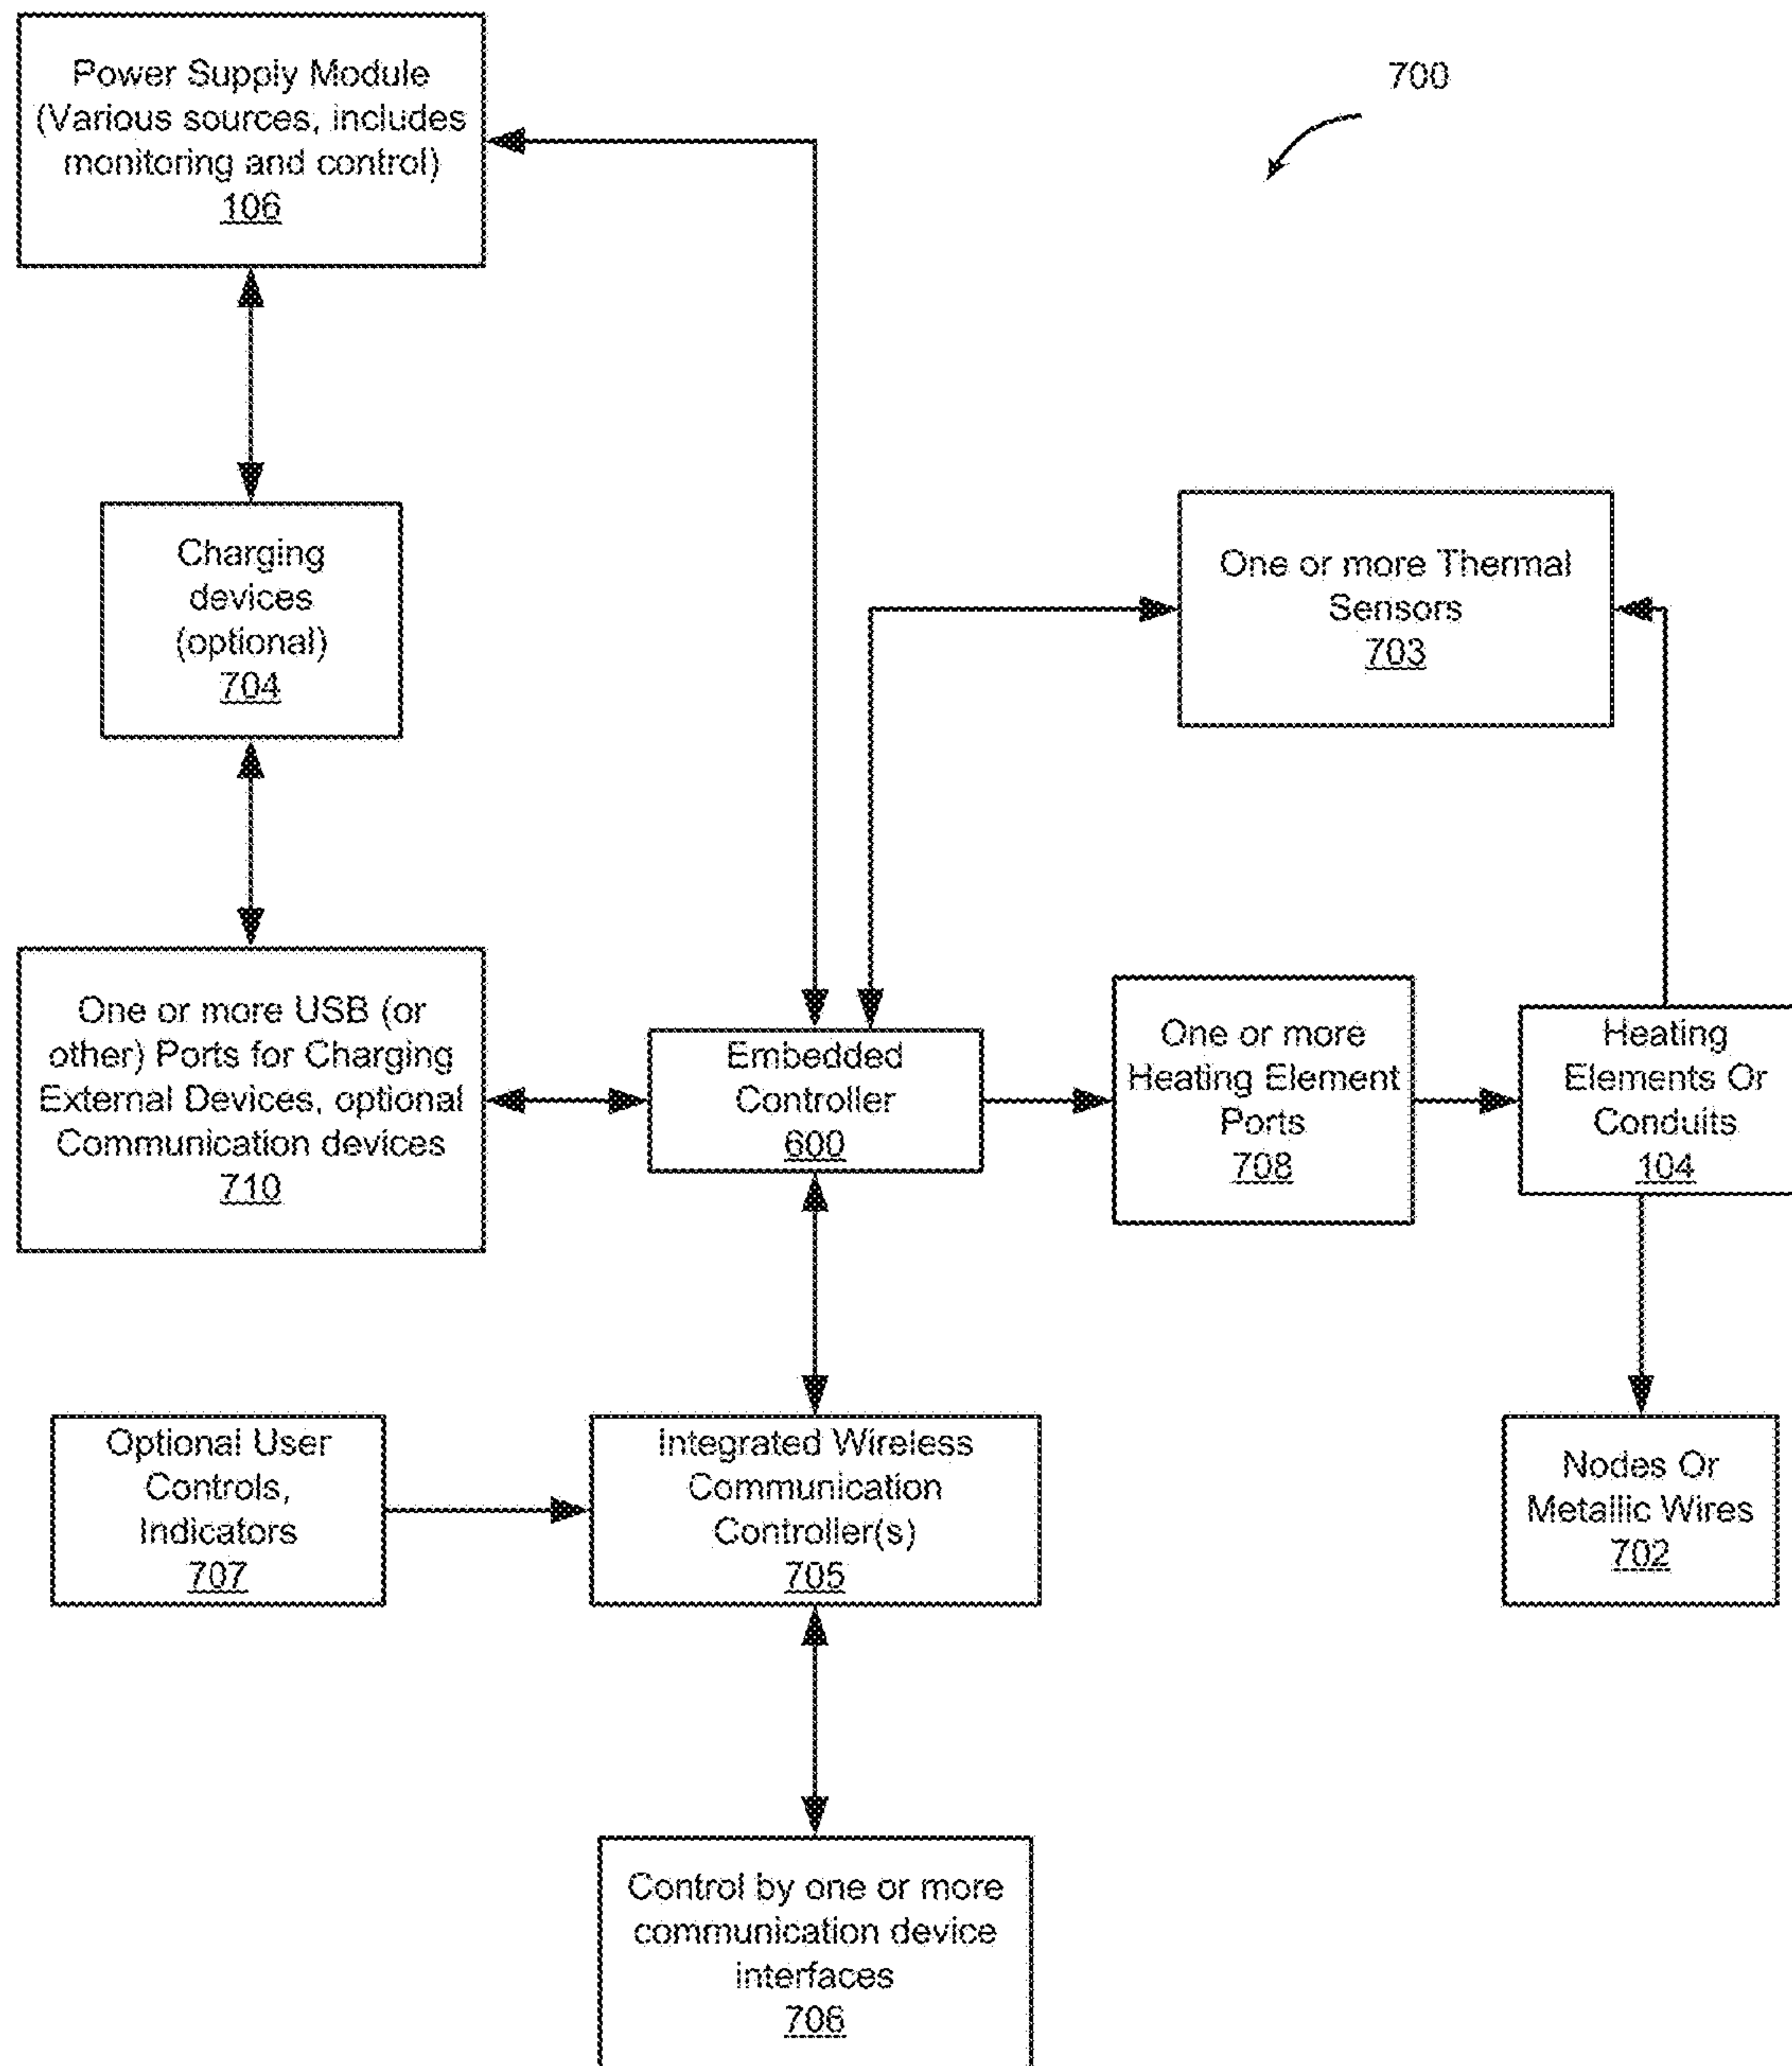 Power Supply Module
(Various sources, includes
monitoring and control)
106
700
Charging
devices
(optional)
704
One or more Thermal
Sensors
703
One or more USB (or
other) Ports for Charging
External Devices, optional
Communication devices
710
Embedded
Controller
600
One or more
Heating Element
Ports
708
Heating
Elements Or
Conduits
104
Optional User
Controls,
Indicators
707
Integrated Wireless
Communication
Controller(s)
705
Nodes Or
Metallic Wires
702
Control by one or more
communication device
interfaces
706